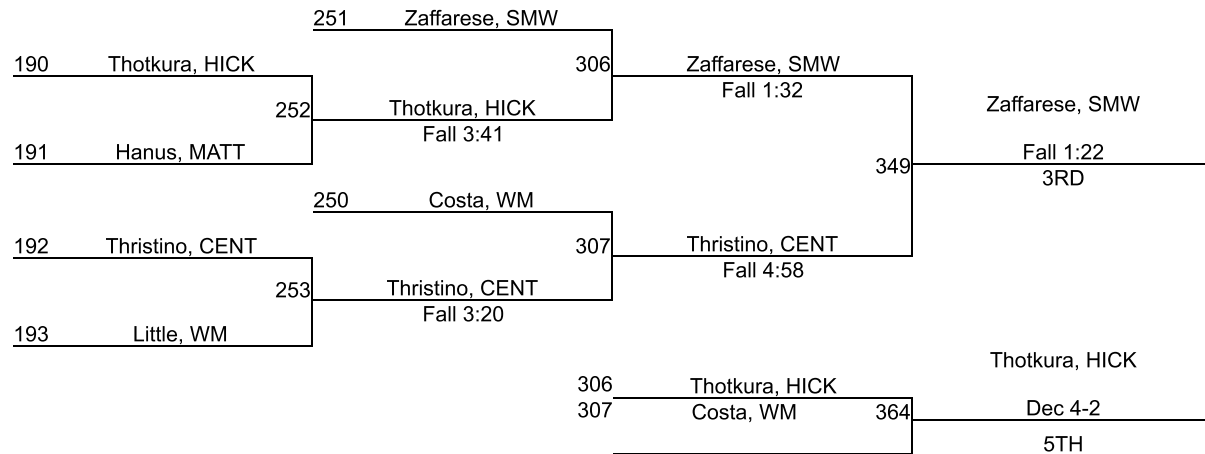 251 Zaffarese, SMW
190 Thotkura, HICK
306 Zaffarese, SMW
Fall 1:32
252 Thotkura, HICK
Fall 3:41
Zaffarese, SMW
191 Hanus, MATT
Fall 1:22
349
3RD
250 Costa, WM
192 Thristino, CENT
307 Thristino, CENT
Fall 4:58
253 Thristino, CENT
Fall 3:20
193 Little, WM
Thotkura, HICK
306 Thotkura, HICK
307 Costa, WM
364 Dec 4-2
5TH